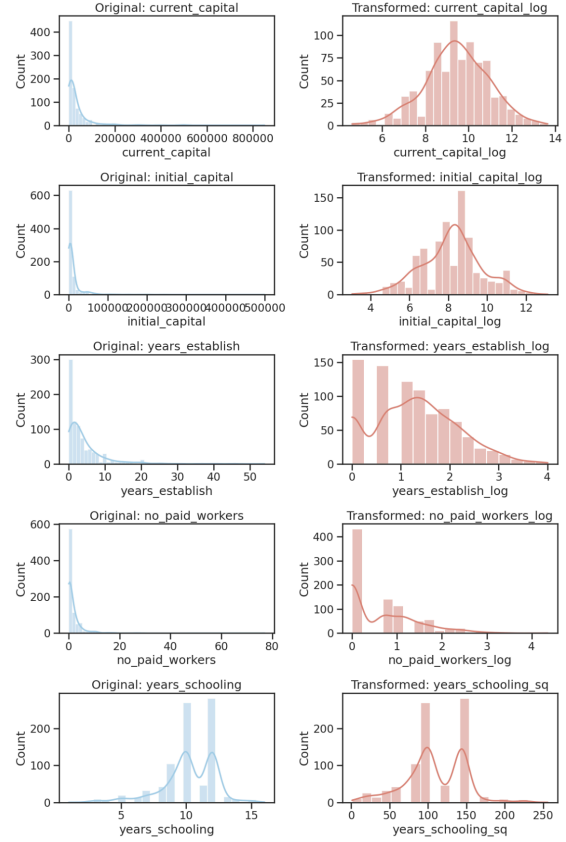 Original: current_capital
Count
400
300
200
100
0
0 200000 400000 600000 800000
current_capital
Transformed: current_capital_log
Count
100
75
50
25
0
6 8 10 12 14
current_capital_log
Original: initial_capital
Count
600
400
200
0
0 100000200000300000400000500000
initial_capital
Transformed: initial_capital_log
Count
150
100
50
0
4 6 8 10 12
initial_capital_log
Original: years_establish
Count
300
200
100
0
0 10 20 30 40 50
years_establish
Transformed: years_establish_log
Count
150
100
50
0
0 1 2 3 4
years_establish_log
Original: no_paid_workers
Count
600
400
200
0
0 20 40 60 80
no_paid_workers
Transformed: no_paid_workers_log
Count
400
300
200
100
0
0 1 2 3 4
no_paid_workers_log
Original: years_schooling
Count
200
100
0
5 10 15
years_schooling
Transformed: years_schooling_sq
Count
200
100
0
0 50 100 150 200 250
years_schooling_sq